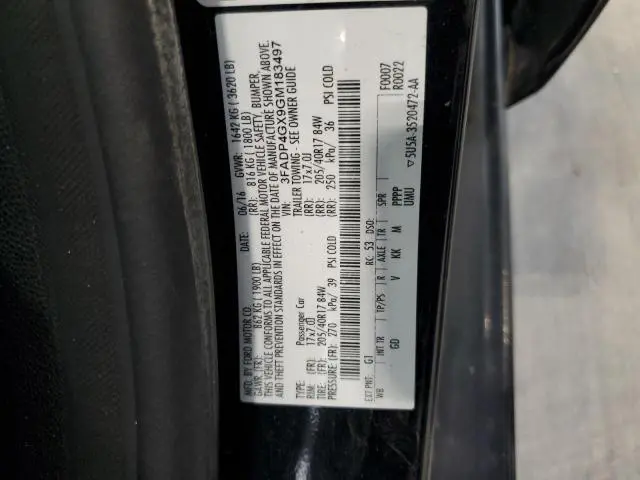 MFD. BY FORD MOTOR CO.
DATE: 06/16 GVWR: 1642 KG ( 3620 LB)
GAWR (FR): 862 KG ( 1900 LB) (RR): 816 KG ( 1800 LB)
THIS VEHICLE CONFORMS TO ALL APPLICABLE FEDERAL MOTOR VEHICLE SAFETY, BUMPER,
AND THEFT PREVENTION STANDARDS IN EFFECT ON THE DATE OF MANUFACTURE SHOWN ABOVE.
VIN: 3FADP4GX9GM183497
TYPE: Passenger Car TRAILER TOWING - SEE OWNER GUIDE
RIM: (FR): 17x7.0J (RR): 17x7.0J
TIRE: (FR): 205/40R17 84W (RR): 205/40R17 84W
PRESSURE (FR): 270 kPa/ 39 PSI COLD (RR): 250 kPa/ 36 PSI COLD
F0007
EXT PNT: GT RC: 53 DSO: R0022
WB INT TR TP/PS R AXLE TR SPR
GD V KK M PPPP
UMU
▽5U5A-3520472-AA